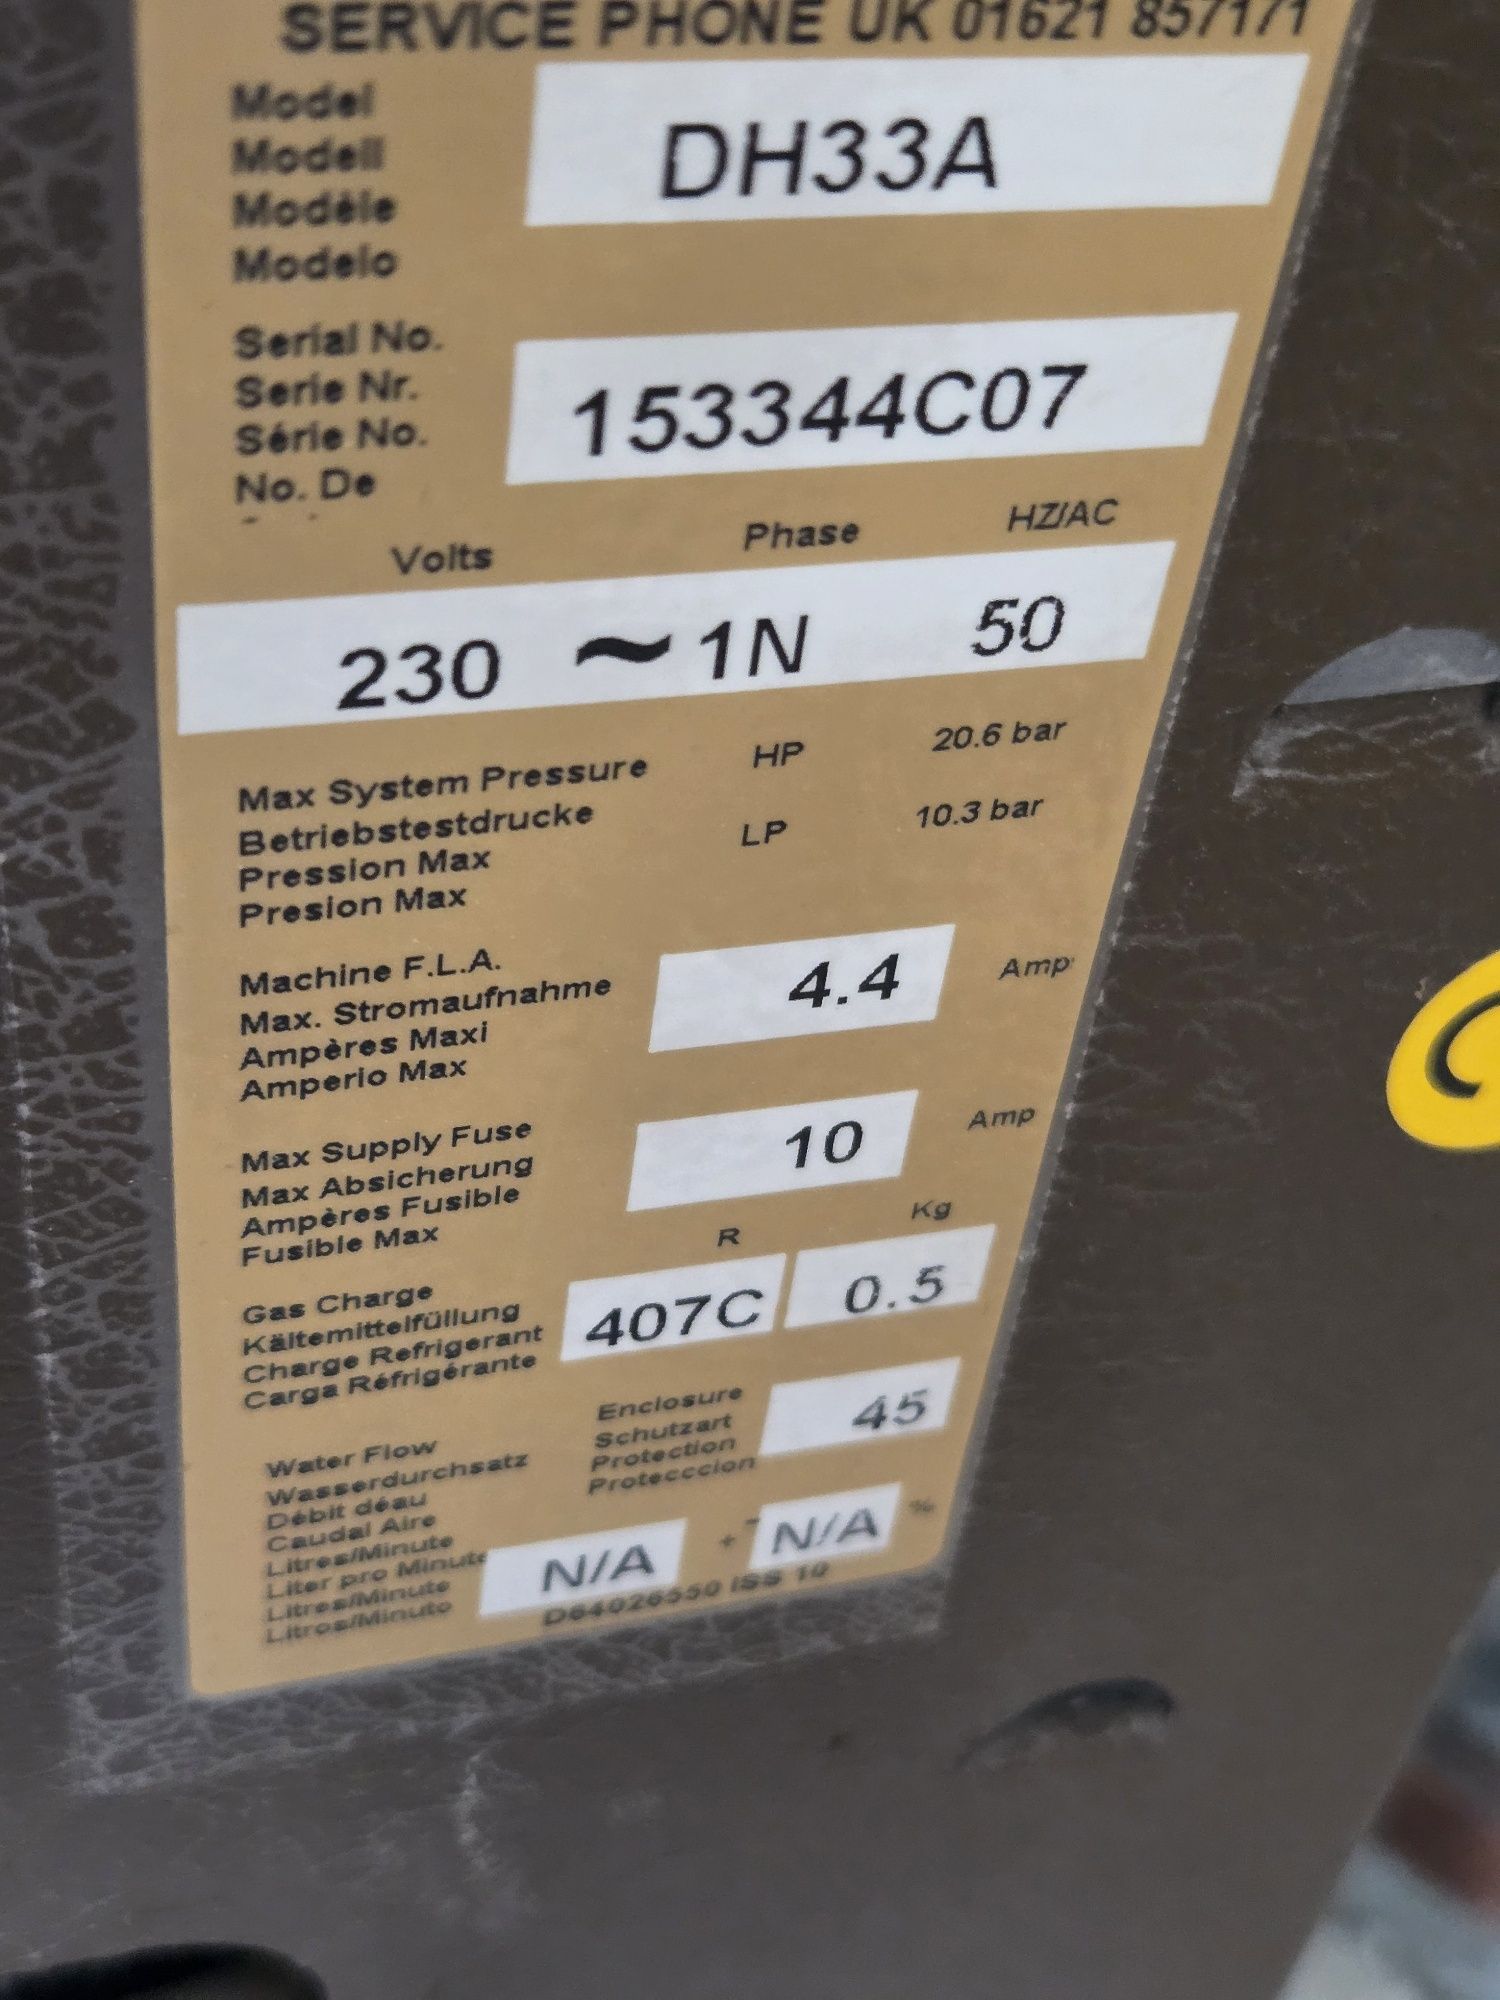 SERVICE PHONE UK 01621 857171
Model
Modell
Modèle
Modelo
DH33A
Serial No.
Serie Nr.
Série No.
No. De
153344C07
Volts Phase HZ/AC
230 ~ 1N 50
Max System Pressure
Betriebstestdrucke
Pression Max
Presion Max
HP 20.6 bar
LP 10.3 bar
Machine F.L.A.
Max. Stromaufnahme
Ampères Maxi
Amperio Max
4.4 Amp
Max Supply Fuse
Max Absicherung
Ampères Fusible
Fusible Max
10 Amp
Gas Charge
Kältemittelfüllung
Charge Refrigerant
Carga Réfrigérante
R Kg
407C 0.5
Enclosure
Schutzart
Protection
Proteccion
45
Water Flow
Wasserdurchsatz
Débit déau
Caudal Aire
Litres/Minute
Liter pro Minute
Litres/Minute
Litros/Minuto
N/A + - N/A %
D64026550 ISS 10